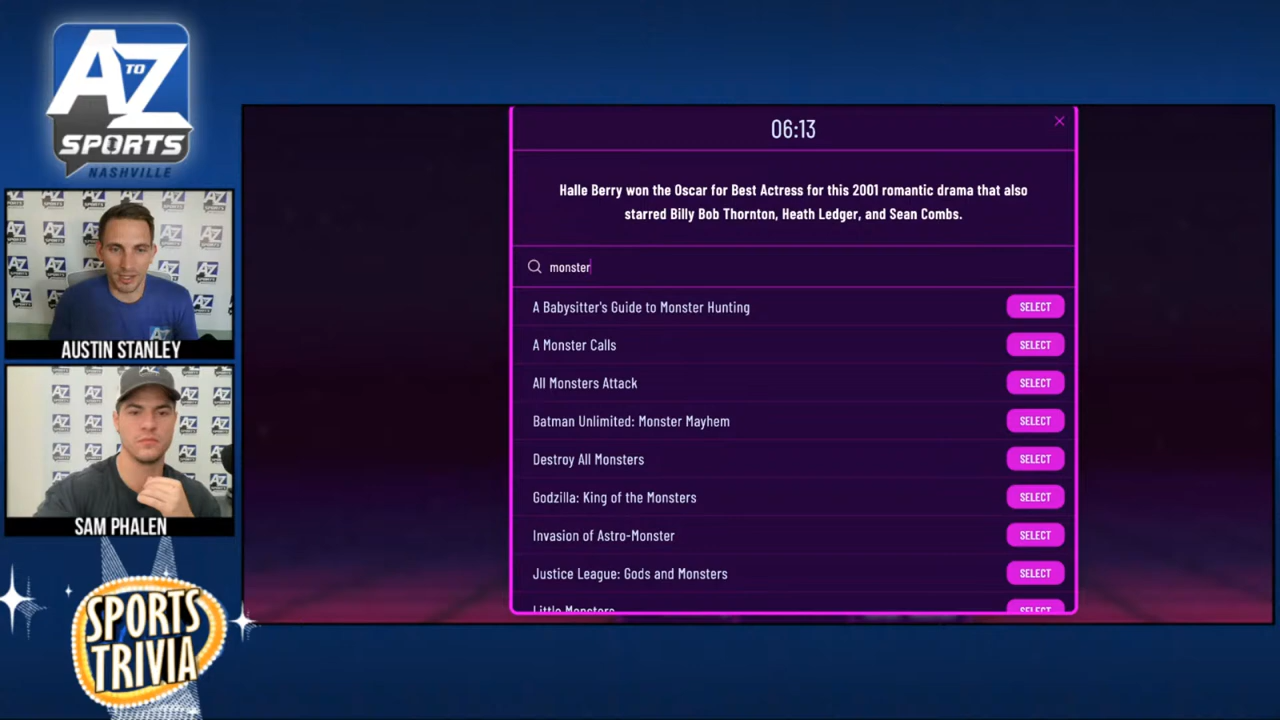 A TO Z
SPORTS
NASHVILLE
AUSTIN STANLEY
SAM PHALEN
SPORTS
TRIVIA
06:13
Halle Berry won the Oscar for Best Actress for this 2001 romantic drama that also
starred Billy Bob Thornton, Heath Ledger, and Sean Combs.
monster
A Babysitter's Guide to Monster Hunting SELECT
A Monster Calls SELECT
All Monsters Attack SELECT
Batman Unlimited: Monster Mayhem SELECT
Destroy All Monsters SELECT
Godzilla: King of the Monsters SELECT
Invasion of Astro-Monster SELECT
Justice League: Gods and Monsters SELECT
Little Monsters SELECT